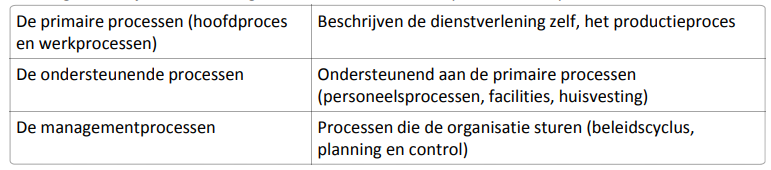 De primaire processen (hoofdproces
en werkprocessen)
Beschrijven de dienstverlening zelf, het productieproces
De ondersteunende processen
Ondersteunend aan de primaire processen
(personeelsprocessen, facilities, huisvesting)
De managementprocessen
Processen die de organisatie sturen (beleidscyclus,
planning en control)